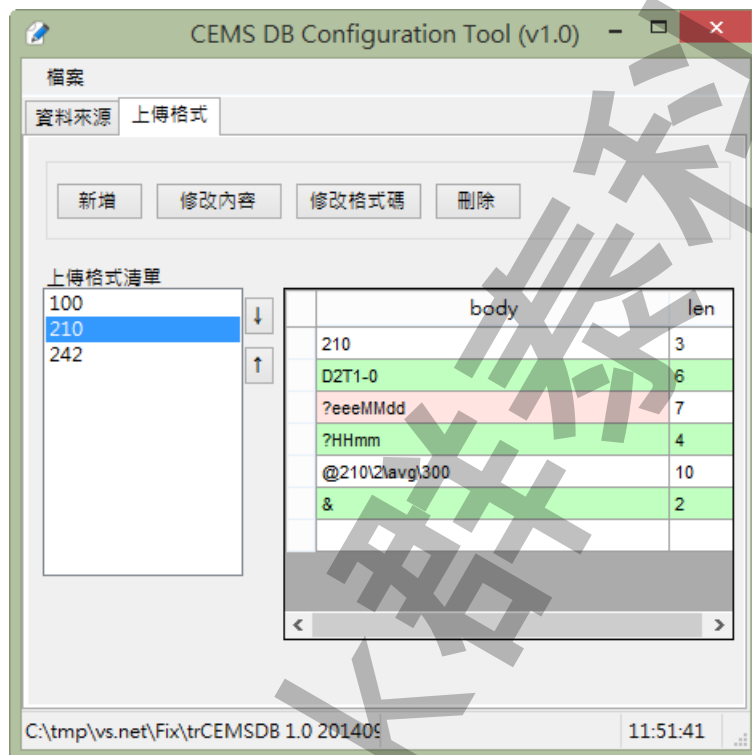 CEMS DB Configuration Tool (v1.0)
檔案
資料來源 上傳格式
新增 修改內容 修改格式碼 刪除
上傳格式清單
100
210
242
↓
↑
body len
210 3
D2T1-0 6
?eeeMMdd 7
?HHmm 4
@210\2\avg\300 10
& 2
C:\tmp\vs.net\Fix\trCEMSDB 1.0 201409 11:51:41
群泰科